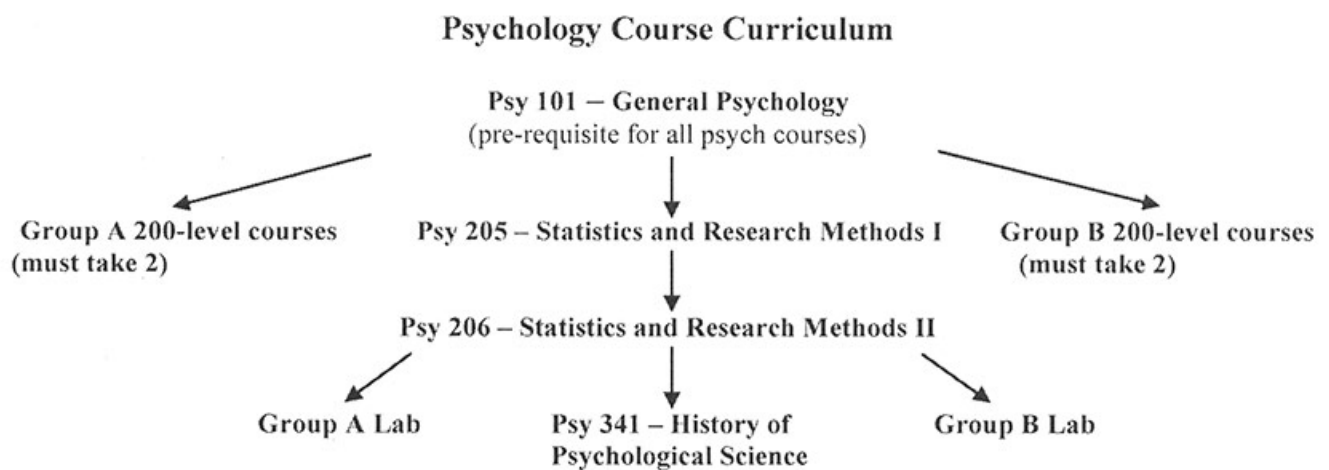 Psychology Course Curriculum
Psy 101 – General Psychology
(pre-requisite for all psych courses)
Group A 200-level courses
(must take 2)
Psy 205 – Statistics and Research Methods I
Group B 200-level courses
(must take 2)
Psy 206 – Statistics and Research Methods II
Group A Lab
Psy 341 – History of
Psychological Science
Group B Lab